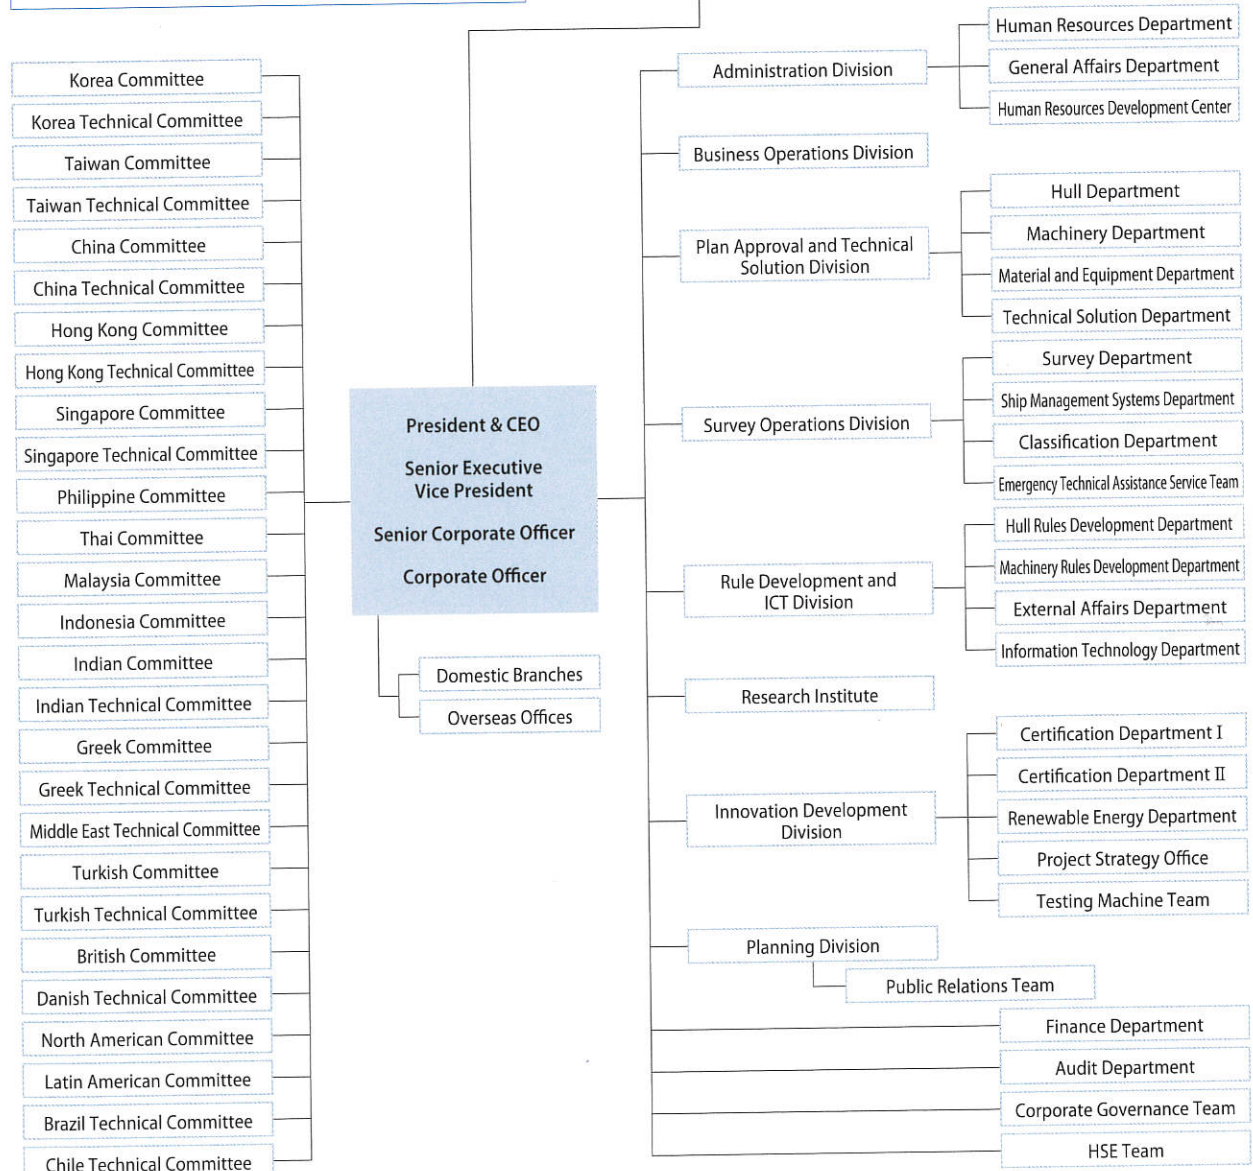 Korea Committee
Korea Technical Committee
Taiwan Committee
Taiwan Technical Committee
China Committee
China Technical Committee
Hong Kong Committee
Hong Kong Technical Committee
Singapore Committee
Singapore Technical Committee
Philippine Committee
Thai Committee
Malaysia Committee
Indonesia Committee
Indian Committee
Indian Technical Committee
Greek Committee
Greek Technical Committee
Middle East Technical Committee
Turkish Committee
Turkish Technical Committee
British Committee
Danish Technical Committee
North American Committee
Latin American Committee
Brazil Technical Committee
Chile Technical Committee
President & CEO
Senior Executive
Vice President
Senior Corporate Officer
Corporate Officer
Domestic Branches
Overseas Offices
Administration Division
Human Resources Department
General Affairs Department
Human Resources Development Center
Business Operations Division
Plan Approval and Technical
Solution Division
Hull Department
Machinery Department
Material and Equipment Department
Technical Solution Department
Survey Operations Division
Survey Department
Ship Management Systems Department
Classification Department
Emergency Technical Assistance Service Team
Rule Development and
ICT Division
Hull Rules Development Department
Machinery Rules Development Department
External Affairs Department
Information Technology Department
Research Institute
Innovation Development
Division
Certification Department I
Certification Department II
Renewable Energy Department
Project Strategy Office
Testing Machine Team
Planning Division
Public Relations Team
Finance Department
Audit Department
Corporate Governance Team
HSE Team